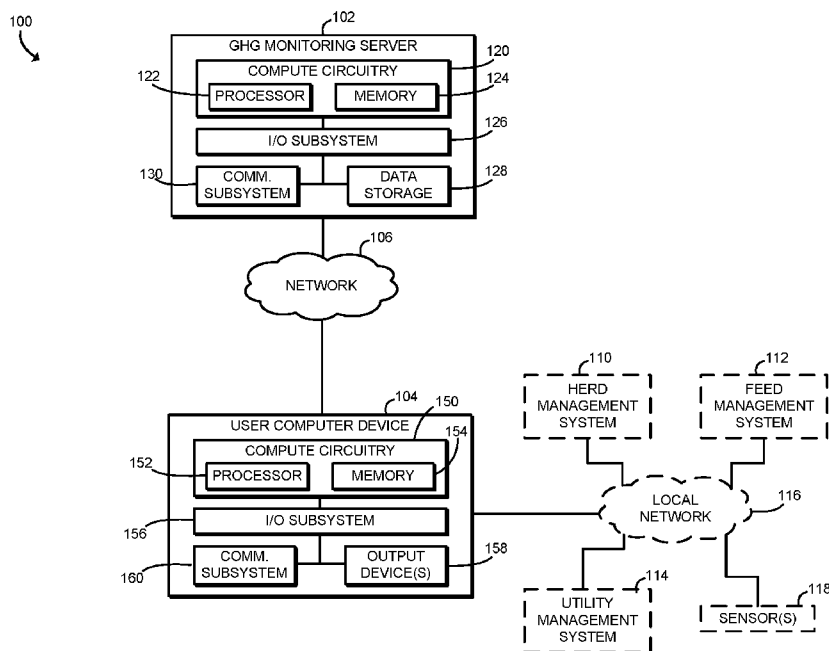 100
102
GHG MONITORING SERVER
120
COMPUTE CIRCUITRY
122
PROCESSOR
MEMORY
124
I/O SUBSYSTEM
126
130
COMM.
SUBSYSTEM
DATA
STORAGE
128
106
NETWORK
104
USER COMPUTER DEVICE
150
COMPUTE CIRCUITRY
152
PROCESSOR
MEMORY
154
I/O SUBSYSTEM
156
COMM.
SUBSYSTEM
160
OUTPUT
DEVICE(S)
158
110
HERD
MANAGEMENT
SYSTEM
112
FEED
MANAGEMENT
SYSTEM
LOCAL
NETWORK
116
114
UTILITY
MANAGEMENT
SYSTEM
118
SENSOR(S)